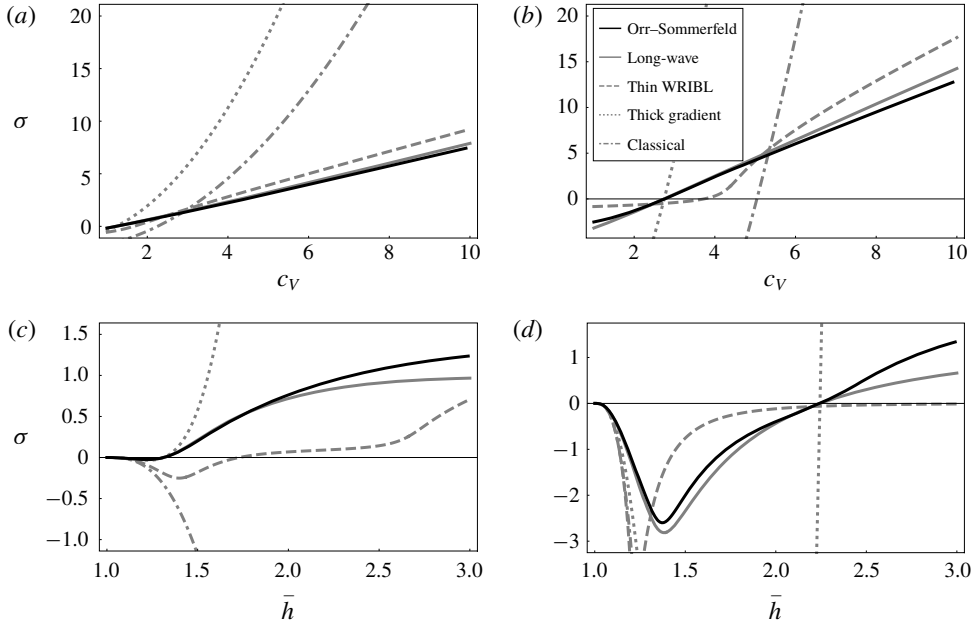 (a)
(b)
20
15
10
5
0
σ
2
4
6
8
10
c_V
20
15
10
5
0
2
4
6
8
10
c_V
Orr–Sommerfeld
Long-wave
Thin WRIBL
Thick gradient
Classical
(c)
(d)
1.5
1.0
0.5
0
−0.5
−1.0
σ
1.0
1.5
2.0
2.5
3.0
h̄
1
0
−1
−2
−3
1.0
1.5
2.0
2.5
3.0
h̄